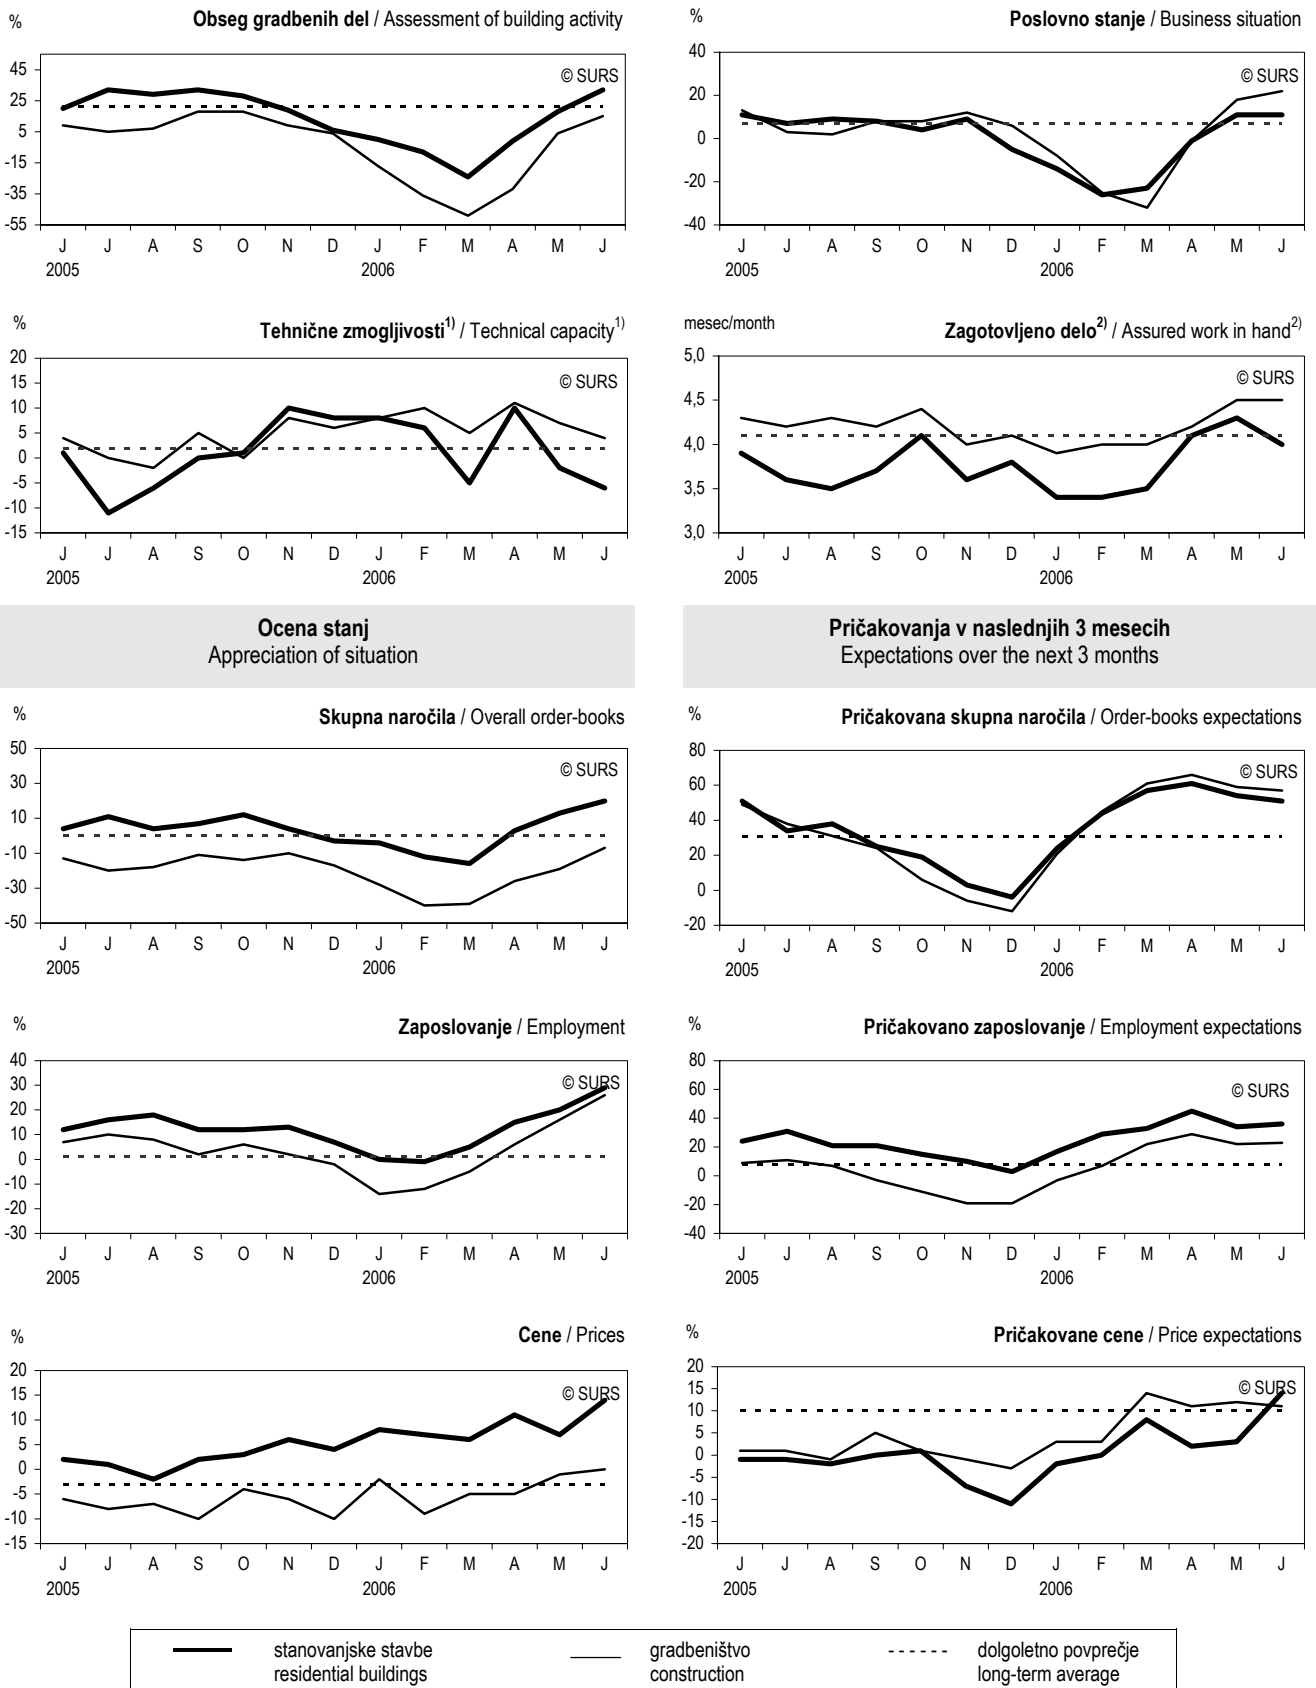 %
Obseg gradbenih del / Assessment of building activity
45
25
5
-15
-35
-55
© SURS
J J A S O N D J F M A M J
2005 2006
%
Poslovno stanje / Business situation
40
20
0
-20
-40
© SURS
J J A S O N D J F M A M J
2005 2006
%
Tehnične zmogljivosti1) / Technical capacity1)
20
15
10
5
0
-5
-10
-15
© SURS
J J A S O N D J F M A M J
2005 2006
mesec/month
Zagotovljeno delo2) / Assured work in hand2)
5,0
4,5
4,0
3,5
3,0
© SURS
J J A S O N D J F M A M J
2005 2006
Ocena stanj
Appreciation of situation
Pričakovanja v naslednjih 3 mesecih
Expectations over the next 3 months
%
Skupna naročila / Overall order-books
50
30
10
-10
-30
-50
© SURS
J J A S O N D J F M A M J
2005 2006
%
Pričakovana skupna naročila / Order-books expectations
80
60
40
20
0
-20
© SURS
J J A S O N D J F M A M J
2005 2006
%
Zaposlovanje / Employment
40
30
20
10
0
-10
-20
-30
© SURS
J J A S O N D J F M A M J
2005 2006
%
Pričakovano zaposlovanje / Employment expectations
80
60
40
20
0
-20
-40
© SURS
J J A S O N D J F M A M J
2005 2006
%
Cene / Prices
20
15
10
5
0
-5
-10
-15
© SURS
J J A S O N D J F M A M J
2005 2006
%
Pričakovane cene / Price expectations
20
15
10
5
0
-5
-10
-15
-20
© SURS
J J A S O N D J F M A M J
2005 2006
stanovanjske stavbe
residential buildings
gradbeništvo
construction
dolgoletno povprečje
long-term average